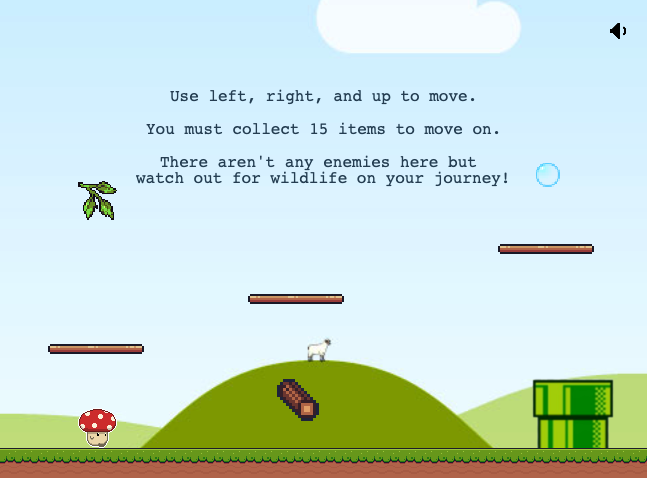 Use left, right, and up to move.
You must collect 15 items to move on.
There aren't any enemies here but
watch out for wildlife on your journey!